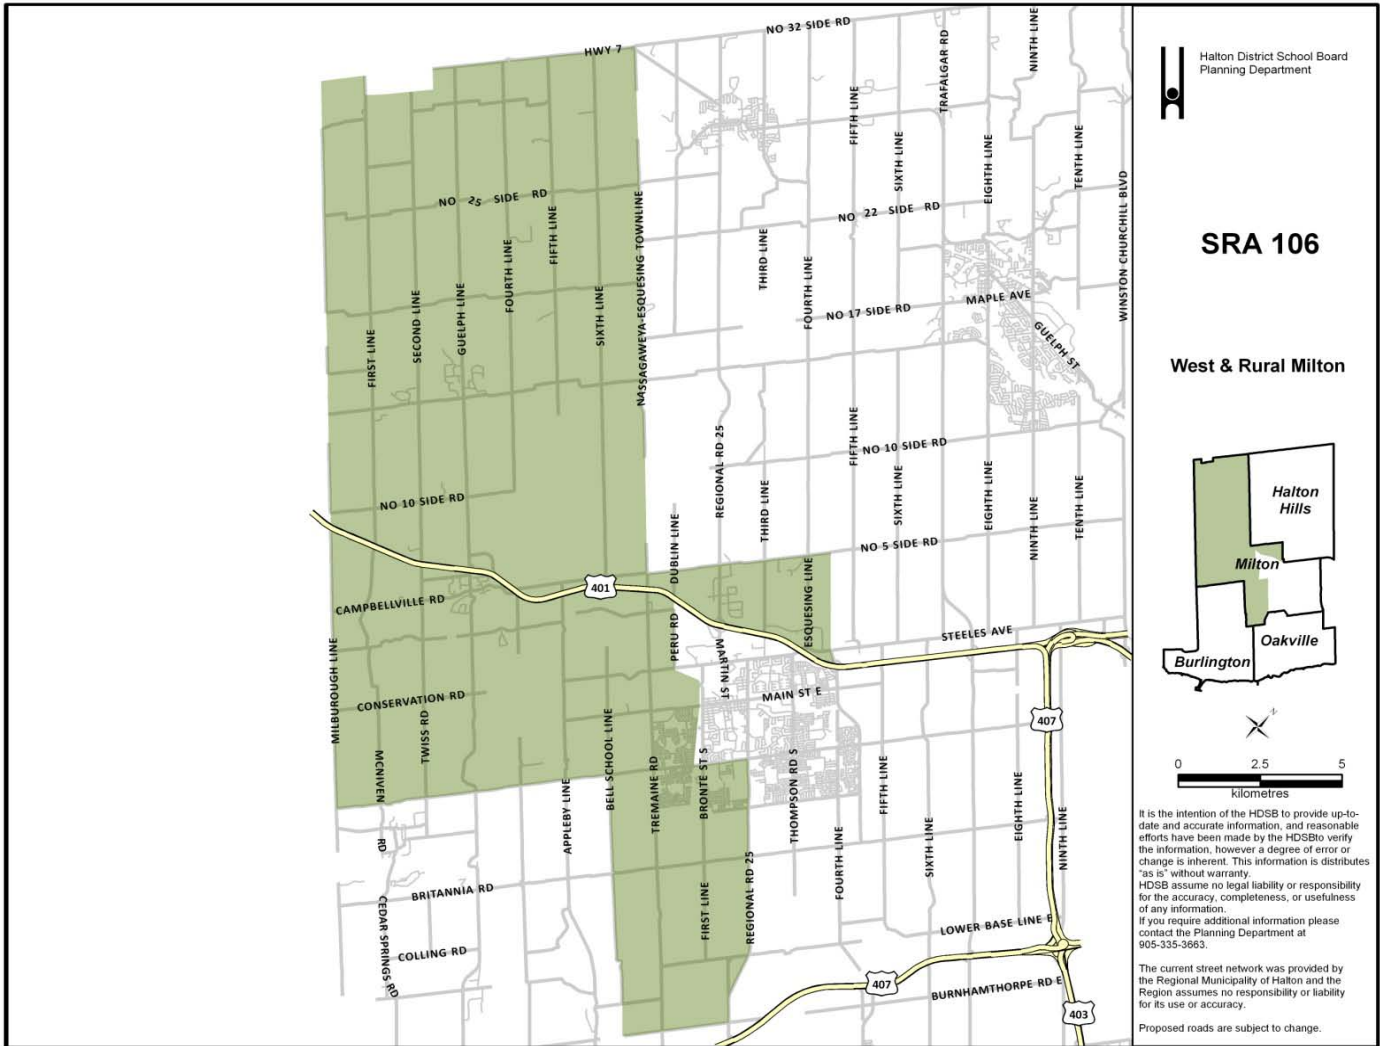 NO 32 SIDE RD
HWY 7
NINTH LINE
TRAFALGAR RD
FIFTH LINE
SIXTH LINE
EIGHTH LINE
TENTH LINE
WINSTON CHURCHILL BLVD
NO 25 SIDE RD
NO 22 SIDE RD
FIFTH LINE
FOURTH LINE
NASSAGAWEYA-ESQUESING TOWNLINE
THIRD LINE
FOURTH LINE
FIRST LINE
SECOND LINE
GUELPH LINE
SIXTH LINE
NO 17 SIDE RD
MAPLE AVE
GUELPH ST
REGIONAL RD 25
FIFTH LINE
NO 10 SIDE RD
NO 10 SIDE RD
THIRD LINE
SIXTH LINE
EIGHTH LINE
NINTH LINE
TENTH LINE
DUBLIN LINE
NO 5 SIDE RD
401
ESQUESING LINE
CAMPBELLVILLE RD
PERU RD
MARTIN ST
STEELES AVE
MILBOROUGH LINE
CONSERVATION RD
MAIN ST E
TWISS RD
407
MCNIVEN RD
APPLEBY LINE
BELL SCHOOL LINE
TREMAINE RD
BRONTE ST S
THOMPSON RD S
FIFTH LINE
FOURTH LINE
SIXTH LINE
EIGHTH LINE
NINTH LINE
BRITANNIA RD
FIRST LINE
REGIONAL RD 25
CEDAR SPRINGS RD
COLLING RD
LOWER BASE LINE E
407
BURNHAMTHORPE RD E
403
Halton District School Board
Planning Department
SRA 106
West & Rural Milton
Halton
Hills
Milton
Oakville
Burlington
N
0 2.5 5
kilometres
It is the intention of the HDSB to provide up-to-
date and accurate information, and reasonable
efforts have been made by the HDSBto verify
the information, however a degree of error or
change is inherent. This information is distributes
"as is" without warranty.
HDSB assume no legal liability or responsibility
for the accuracy, completeness, or usefulness
of any information.
If you require additional information please
contact the Planning Department at
905-335-3663.
The current street network was provided by
the Regional Municipality of Halton and the
Region assumes no responsibility or liability
for its use or accuracy.
Proposed roads are subject to change.